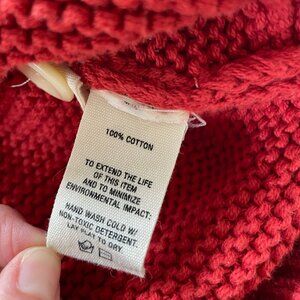 100% COTTON
TO EXTEND THE LIFE
OF THIS ITEM
AND TO MINIMIZE
ENVIRONMENTAL IMPACT:
HAND WASH COLD W/
NON-TOXIC DETERGENT.
LAY FLAT TO DRY